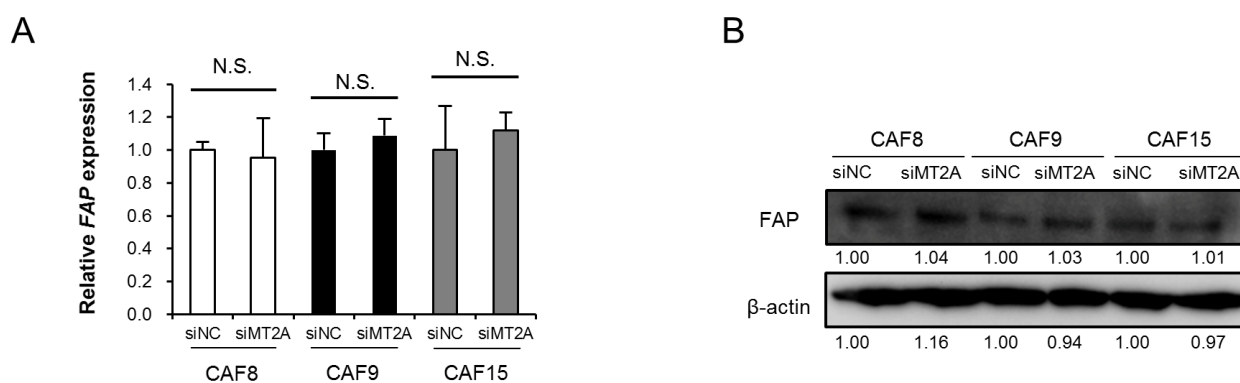 A
Relative FAP expression
1.4
1.2
1.0
0.8
0.6
0.4
0.2
0.0
N.S.
N.S.
N.S.
siNC siMT2A siNC siMT2A siNC siMT2A
CAF8 CAF9 CAF15
B
CAF8 CAF9 CAF15
siNC siMT2A siNC siMT2A siNC siMT2A
FAP
1.00 1.04 1.00 1.03 1.00 1.01
β-actin
1.00 1.16 1.00 0.94 1.00 0.97